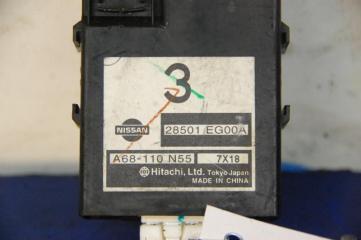 3
NISSAN 28501 EG00A
A68-110 N55 7X18
Hitachi, Ltd. Tokyo Japan
MADE IN CHINA